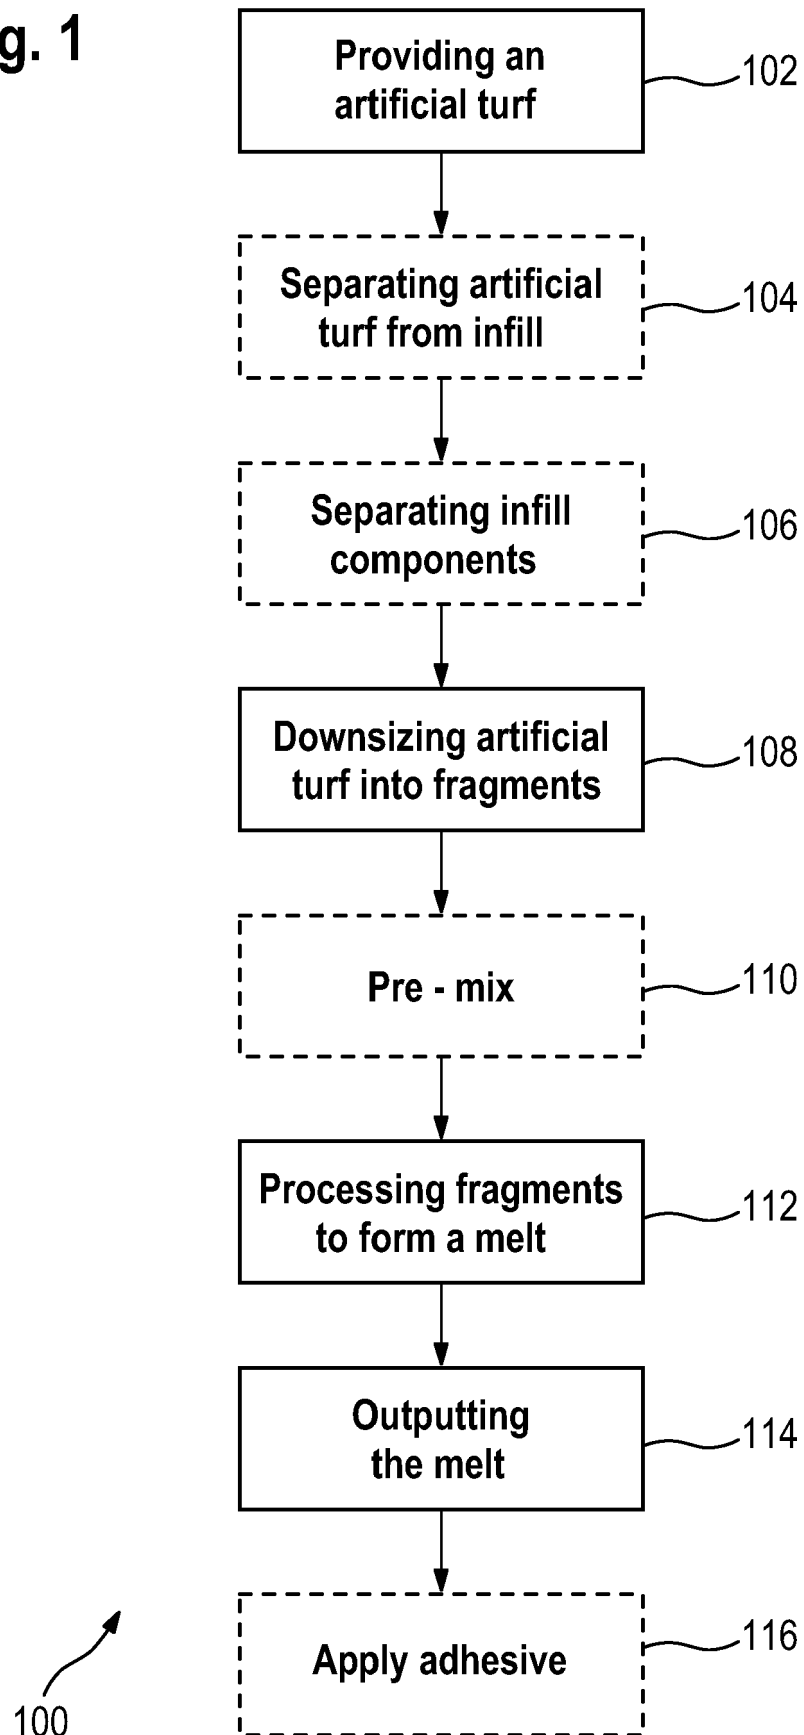 g. 1
Providing an
artificial turf
102
Separating artificial
turf from infill
104
Separating infill
components
106
Downsizing artificial
turf into fragments
108
Pre - mix
110
Processing fragments
to form a melt
112
Outputting
the melt
114
Apply adhesive
116
100